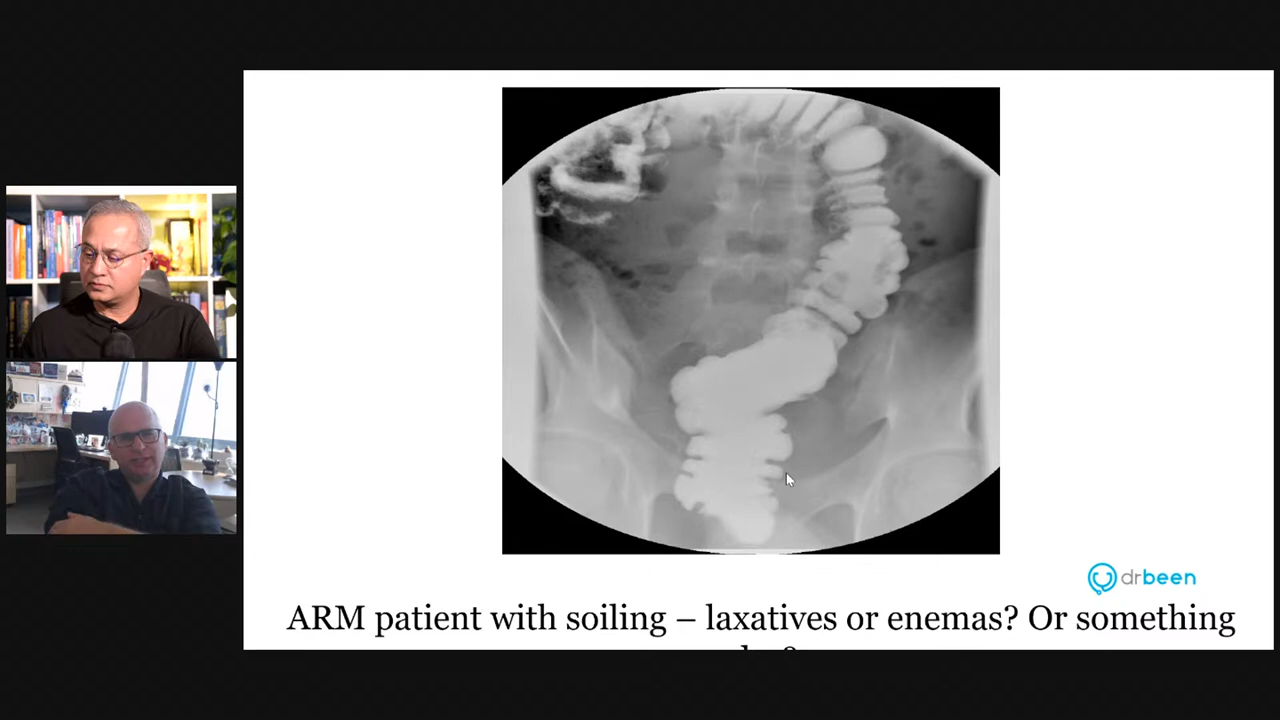 drbeen
ARM patient with soiling – laxatives or enemas? Or something